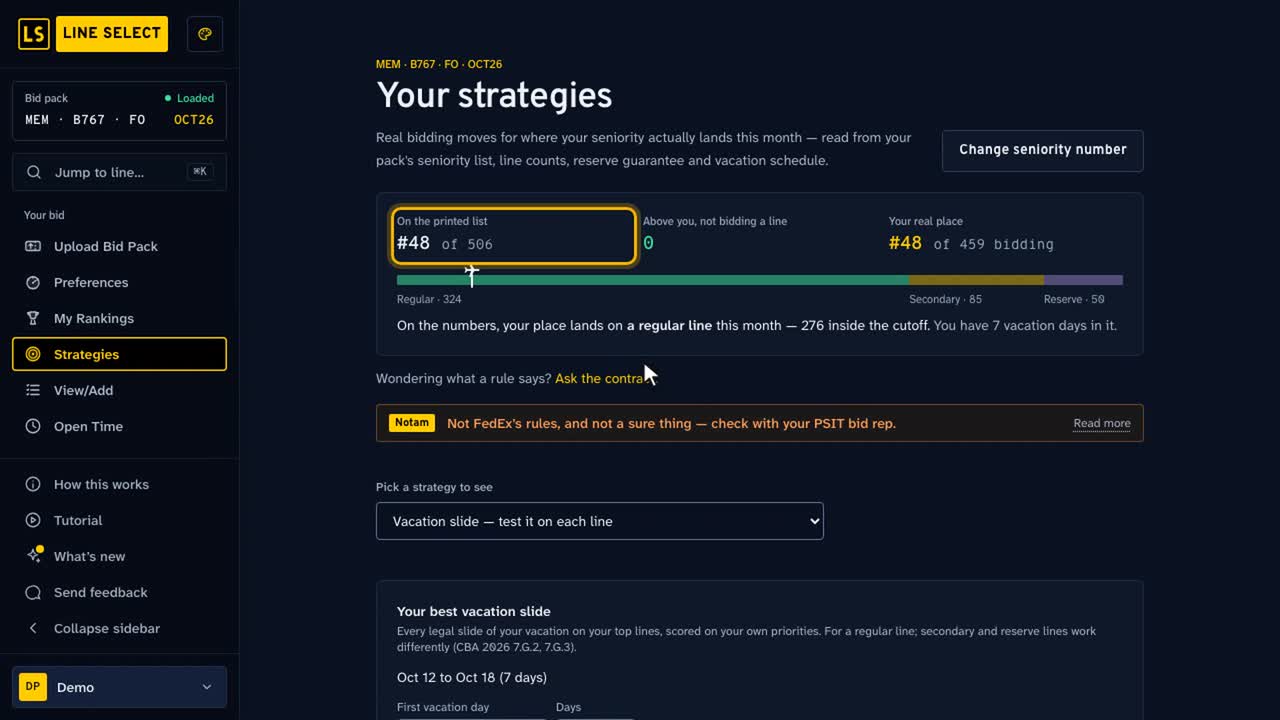 LS LINE SELECT
Bid pack
Loaded
MEM · B767 · FO OCT26
Jump to line... ⌘K
Your bid
Upload Bid Pack
Preferences
My Rankings
Strategies
View/Add
Open Time
How this works
Tutorial
What's new
Send feedback
Collapse sidebar
DP Demo
MEM · B767 · FO · OCT26
Your strategies
Real bidding moves for where your seniority actually lands this month — read from your
pack's seniority list, line counts, reserve guarantee and vacation schedule.
Change seniority number
On the printed list
#48 of 506
Above you, not bidding a line
0
Your real place
#48 of 459 bidding
Regular · 324
Secondary · 85
Reserve · 50
On the numbers, your place lands on a regular line this month — 276 inside the cutoff. You have 7 vacation days in it.
Wondering what a rule says? Ask the contra
Notam Not FedEx's rules, and not a sure thing — check with your PSIT bid rep. Read more
Pick a strategy to see
Vacation slide — test it on each line
Your best vacation slide
Every legal slide of your vacation on your top lines, scored on your own priorities. For a regular line; secondary and reserve lines work
differently (CBA 2026 7.G.2, 7.G.3).
Oct 12 to Oct 18 (7 days)
First vacation day
Days